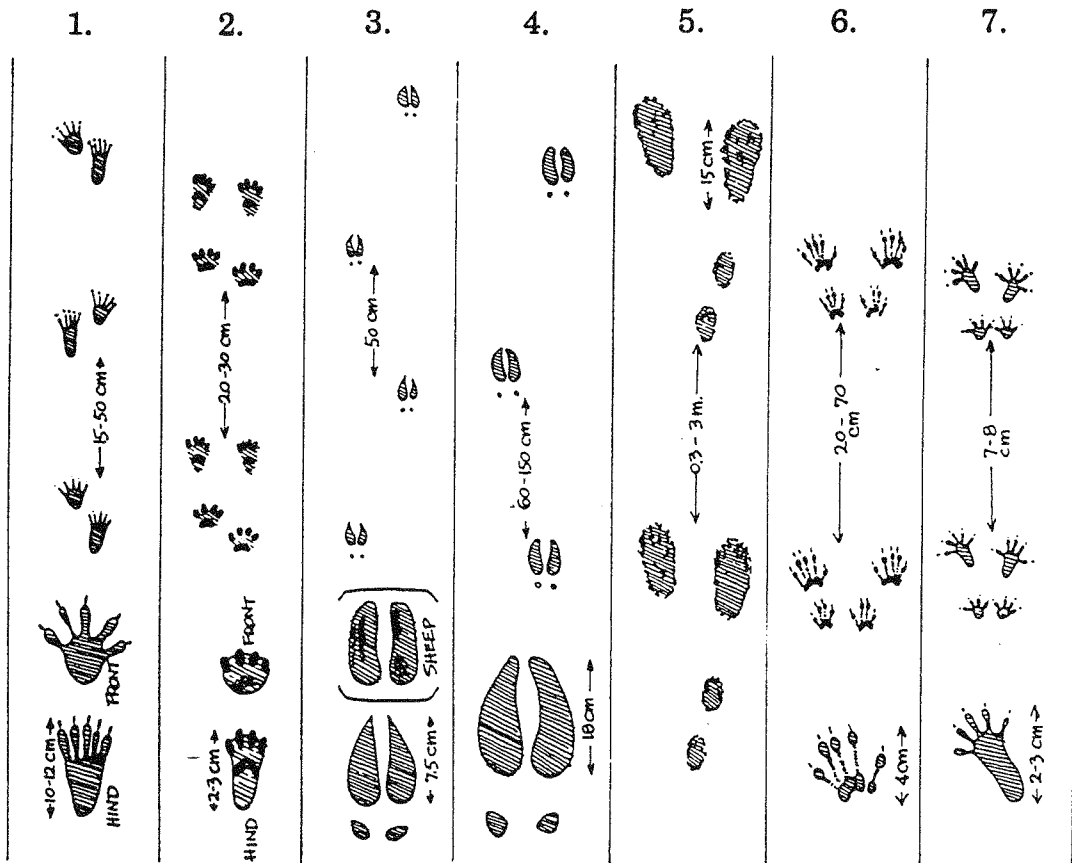 1. 2. 3. 4. 5. 6. 7.
15-50 cm
FRONT
10-12 cm
HIND
20-30 cm
FRONT
2-3 cm
HIND
50 cm
SHEEP
7.5 cm
60-150 cm
18 cm
15 cm
0.3-3 m.
20-70
cm
4 cm
7-8
cm
2-3 cm